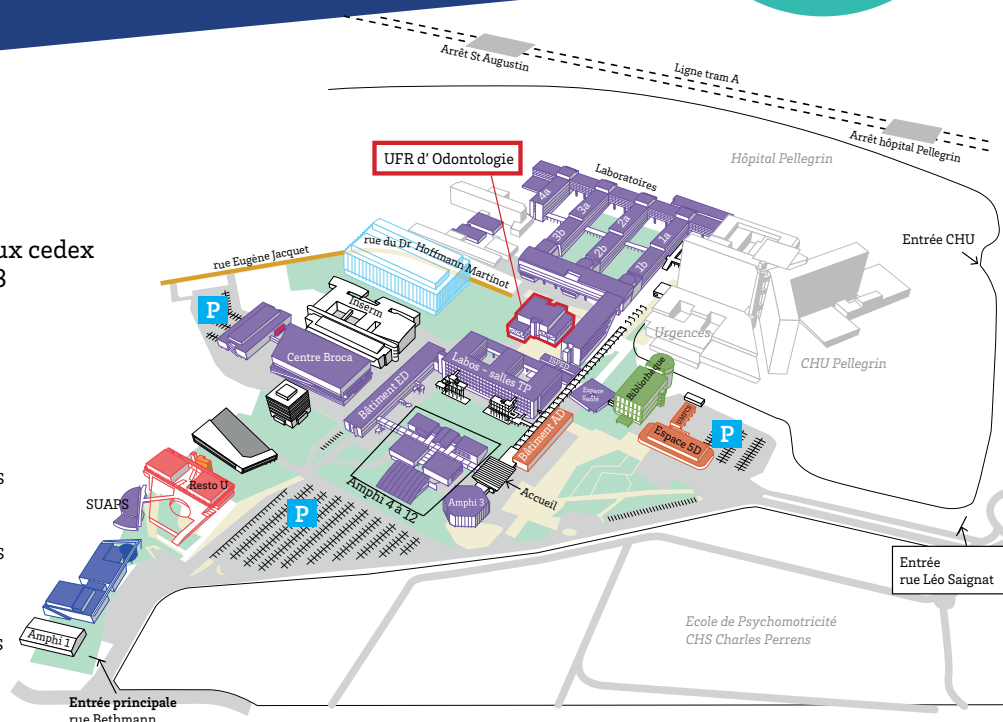 Arrêt St Augustin
Ligne tram A
Arrêt hôpital Pellegrin
Hôpital Pellegrin
UFR d' Odontologie
Laboratoires
4a
3a
2a
1a
3b
2b
1b
ux cedex
Entrée CHU
rue Eugène Jacquet
rue du Dr. Hoffmann Martinot
P
Inserm
Urgences
CHU Pellegrin
Centre Broca
Labos - salles TP
ISPED
Bâtiment ED
Espace Santé
Bibliothèque
Bâtiment AD
UMFCS
Espace 5D
P
Resto U
SUAPS
P
Amphi 4 à 12
Amphi 3
Accueil
Entrée
rue Léo Saignat
Amphi 1
Ecole de Psychomotricité
CHS Charles Perrens
Entrée principale
rue Bethmann